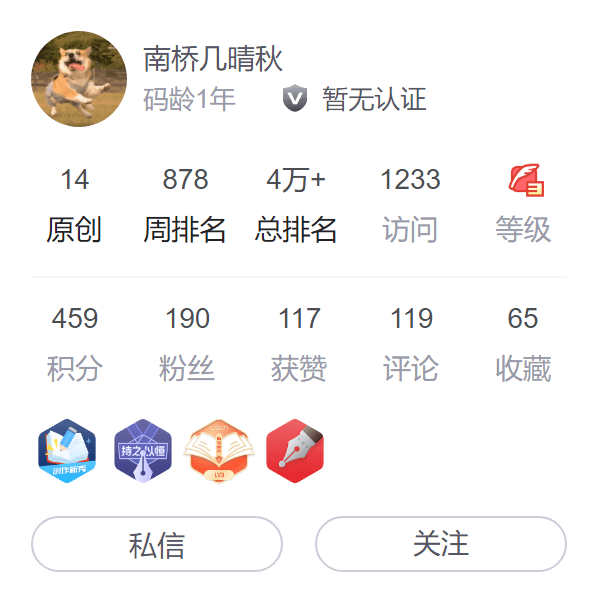 南桥几晴秋
码龄1年 V 暂无认证
14 878 4万+ 1233 3
原创 周排名 总排名 访问 等级
459 190 117 119 65
积分 粉丝 获赞 评论 收藏
创作新秀 持之以恒 LV3
私信 关注